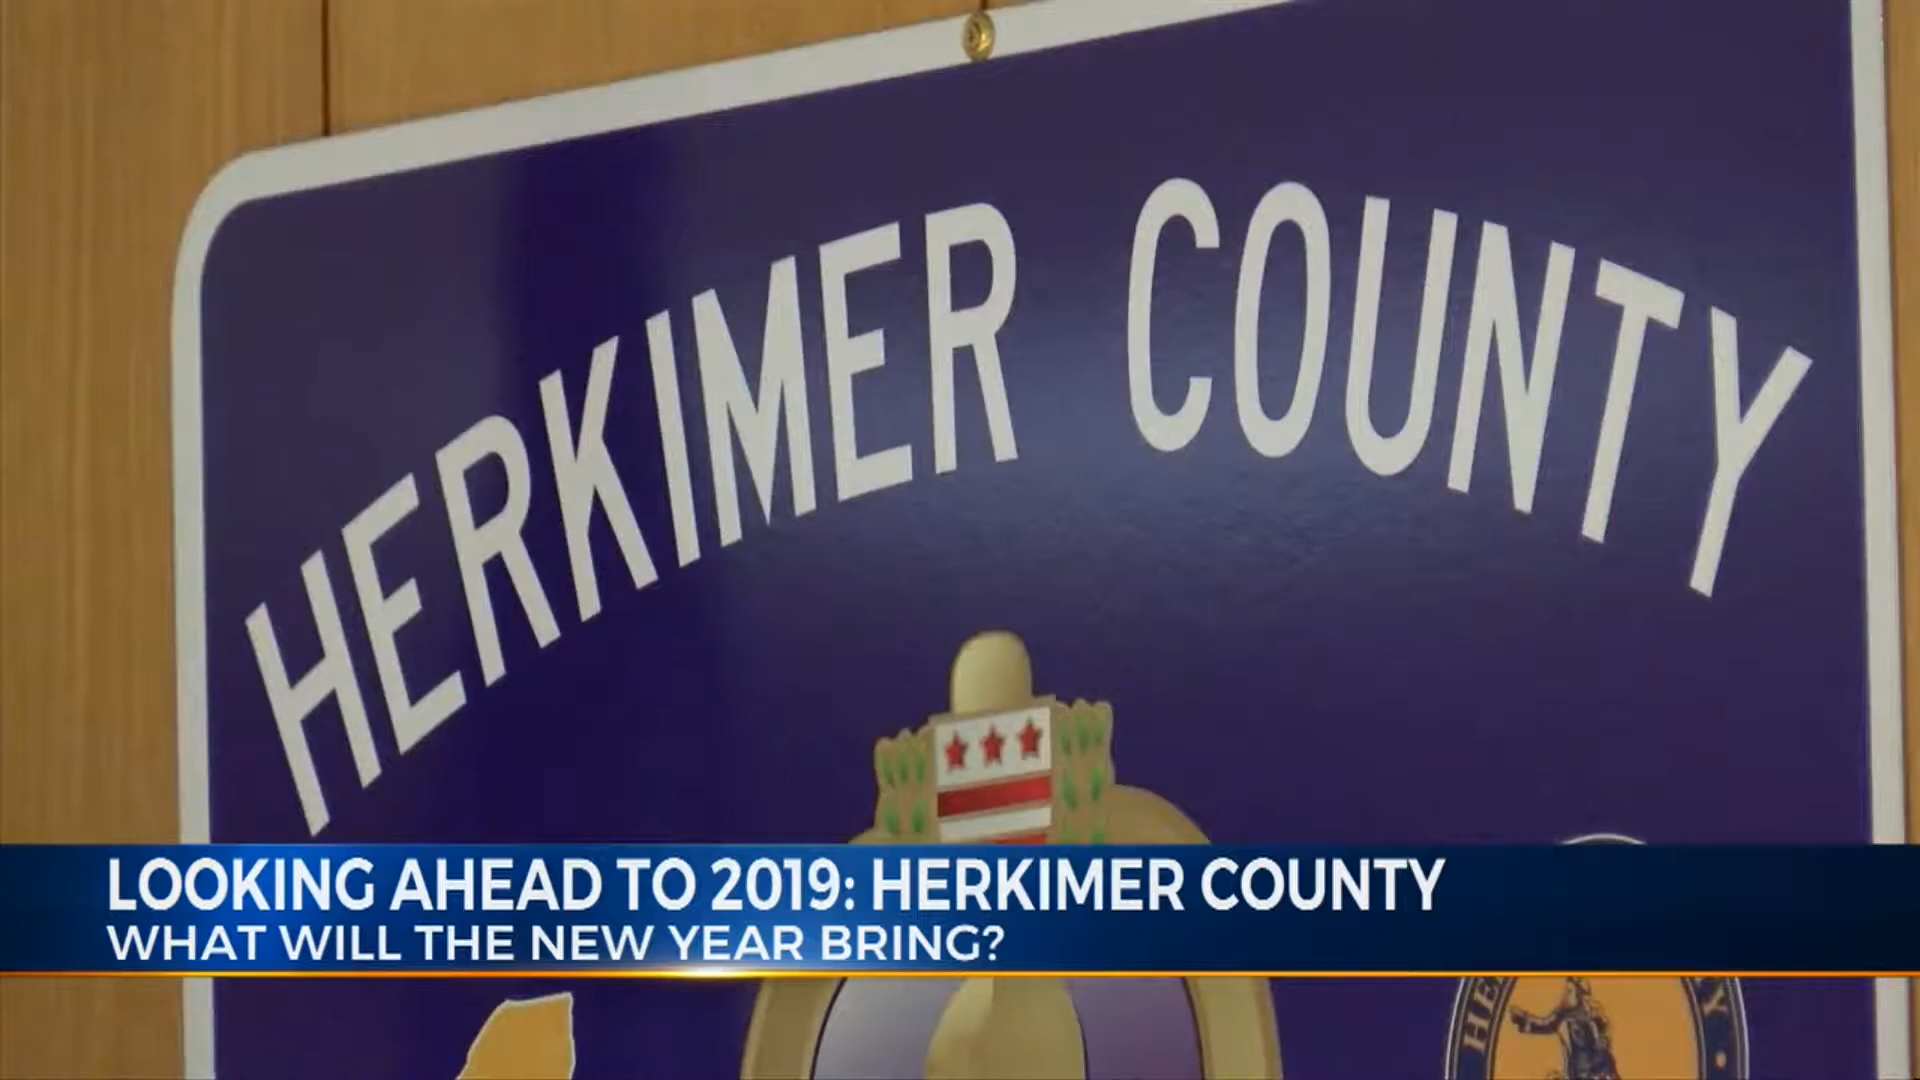 HERKIMER COUNTY
LOOKING AHEAD TO 2019: HERKIMER COUNTY
WHAT WILL THE NEW YEAR BRING?